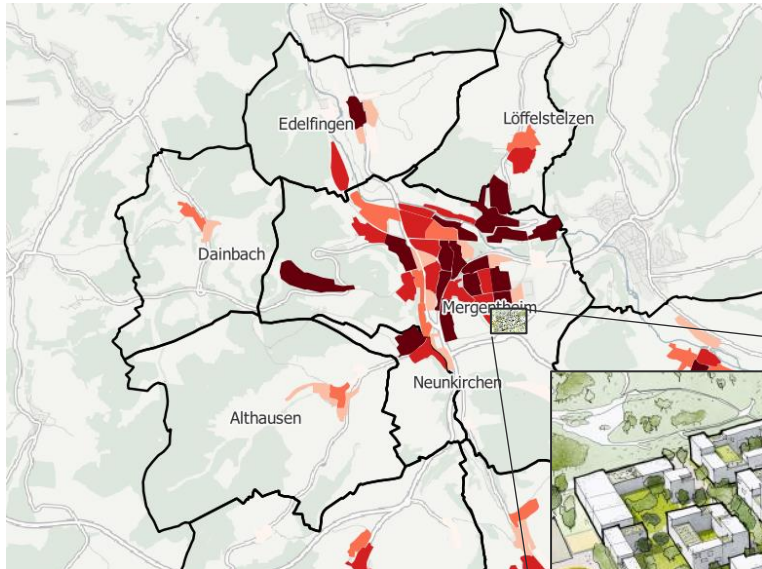 Edelfingen
Löffelstelzen
Dainbach
Mergentheim
Neunkirchen
Althausen